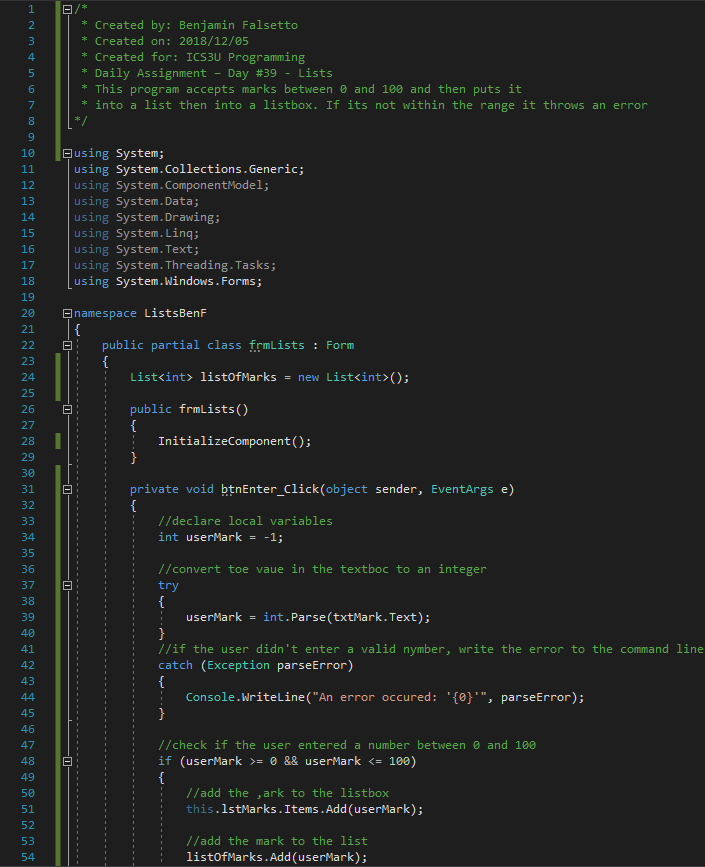 1 /*
2 * Created by: Benjamin Falsetto
3 * Created on: 2018/12/05
4 * Created for: ICS3U Programming
5 * Daily Assignment – Day #39 - Lists
6 * This program accepts marks between 0 and 100 and then puts it
7 * into a list then into a listbox. If its not within the range it throws an error
8 */
9
10 using System;
11 using System.Collections.Generic;
12 using System.ComponentModel;
13 using System.Data;
14 using System.Drawing;
15 using System.Linq;
16 using System.Text;
17 using System.Threading.Tasks;
18 using System.Windows.Forms;
19
20 namespace ListsBenF
21 {
22 public partial class frmLists : Form
23 {
24 List<int> listOfMarks = new List<int>();
25
26 public frmLists()
27 {
28 InitializeComponent();
29 }
30
31 private void btnEnter_Click(object sender, EventArgs e)
32 {
33 //declare local variables
34 int userMark = -1;
35
36 //convert toe vaue in the textboc to an integer
37 try
38 {
39 userMark = int.Parse(txtMark.Text);
40 }
41 //if the user didn't enter a valid nymber, write the error to the command line
42 catch (Exception parseError)
43 {
44 Console.WriteLine("An error occured: '{0}'", parseError);
45 }
46
47 //check if the user entered a number between 0 and 100
48 if (userMark >= 0 && userMark <= 100)
49 {
50 //add the ,ark to the listbox
51 this.lstMarks.Items.Add(userMark);
52
53 //add the mark to the list
54 listOfMarks.Add(userMark);